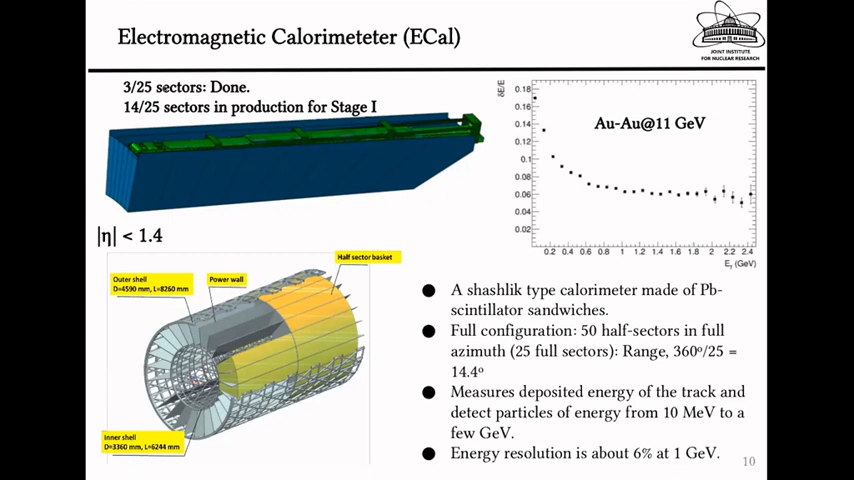 Electromagnetic Calorimeteter (ECal)
JOINT INSTITUTE
FOR NUCLEAR RESEARCH
3/25 sectors: Done.
14/25 sectors in production for Stage I
δE/E
0.18
0.16
0.14
0.12
0.1
0.08
0.06
0.04
0.02
Au-Au@11 GeV
0.2 0.4 0.6 0.8 1 1.2 1.4 1.6 1.8 2 2.2 2.4
E_T (GeV)
|η| < 1.4
Half sector basket
Outer shell
D=4590 mm, L=8260 mm
Power wall
Inner shell
D=3360 mm, L=6244 mm
● A shashlik type calorimeter made of Pb-
scintillator sandwiches.
● Full configuration: 50 half-sectors in full
azimuth (25 full sectors): Range, 360º/25 =
14.4º
● Measures deposited energy of the track and
detect particles of energy from 10 MeV to a
few GeV.
● Energy resolution is about 6% at 1 GeV.
10